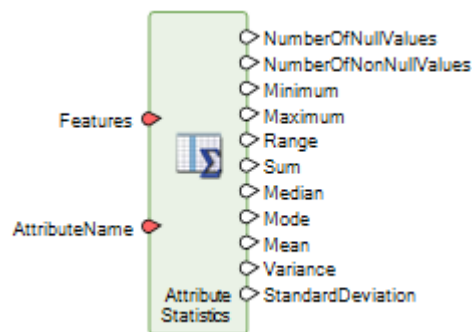 Features
AttributeName
Attribute
Statistics
NumberOfNullValues
NumberOfNonNullValues
Minimum
Maximum
Range
Sum
Median
Mode
Mean
Variance
StandardDeviation